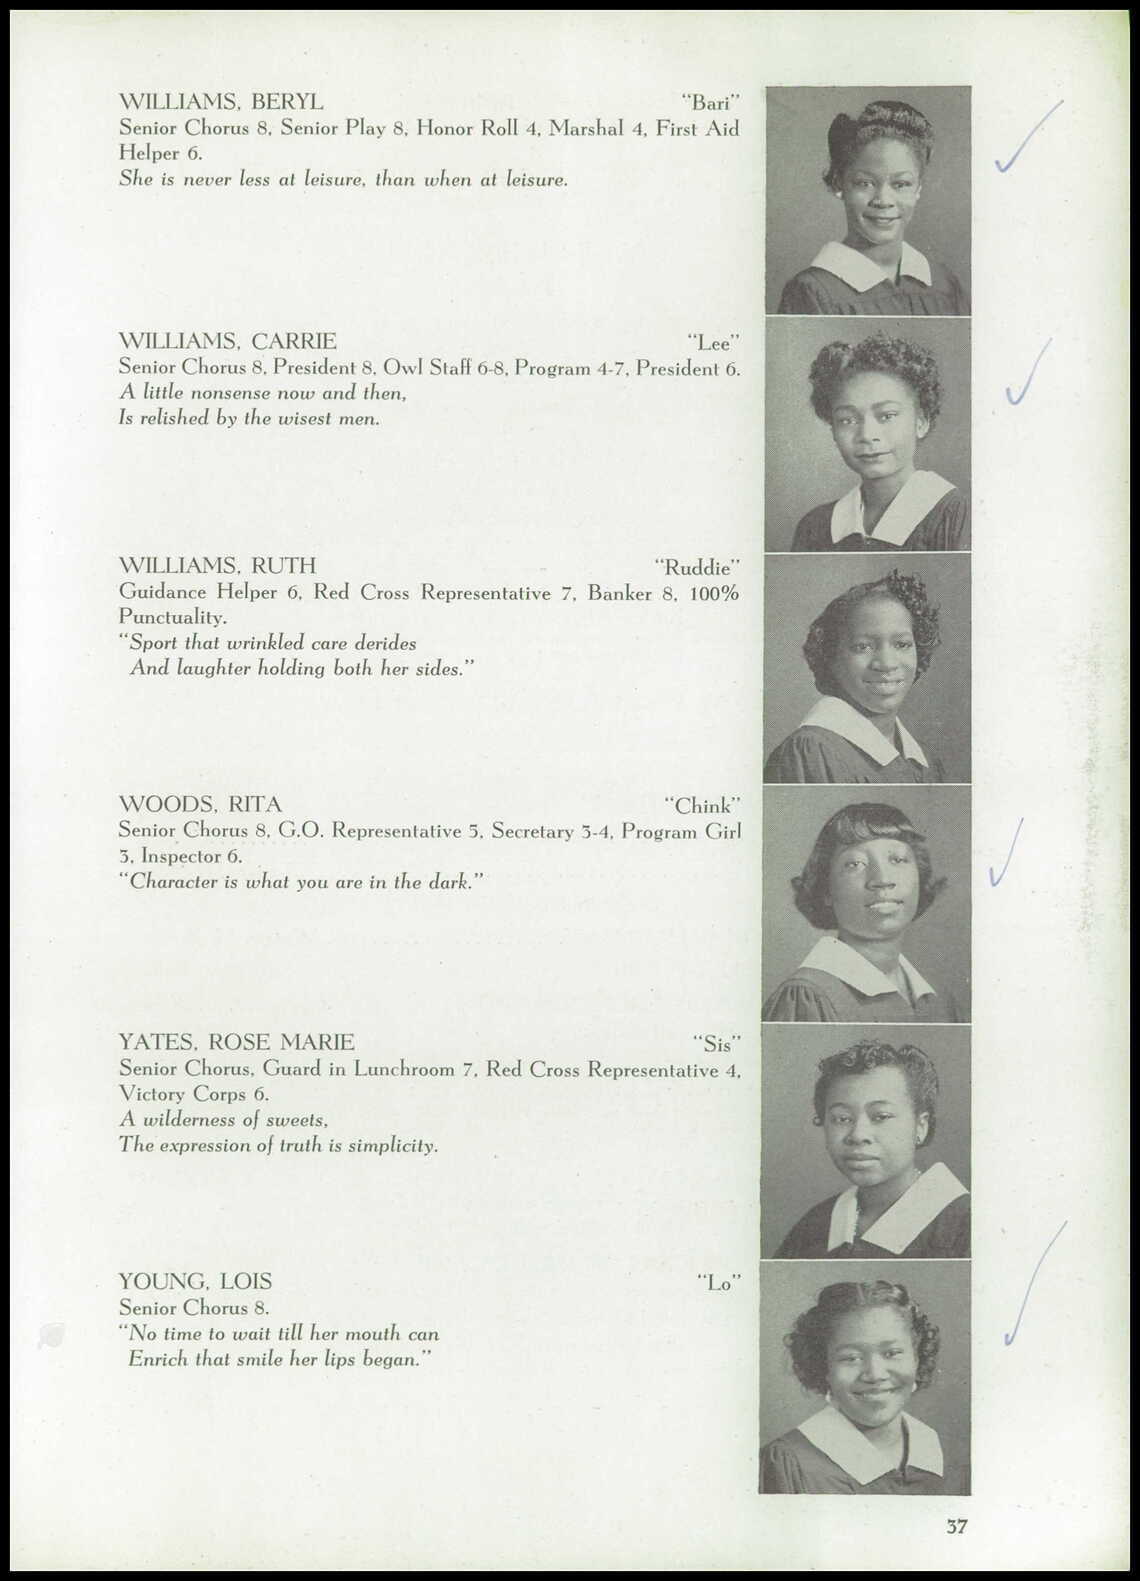 WILLIAMS, BERYL "Bari"
Senior Chorus 8, Senior Play 8, Honor Roll 4, Marshal 4, First Aid
Helper 6.
She is never less at leisure, than when at leisure.
WILLIAMS, CARRIE "Lee"
Senior Chorus 8, President 8, Owl Staff 6-8, Program 4-7, President 6.
A little nonsense now and then,
Is relished by the wisest men.
WILLIAMS, RUTH "Ruddie"
Guidance Helper 6, Red Cross Representative 7, Banker 8, 100%
Punctuality.
"Sport that wrinkled care derides
And laughter holding both her sides."
WOODS, RITA "Chink"
Senior Chorus 8, G.O. Representative 5, Secretary 3-4, Program Girl
3, Inspector 6.
"Character is what you are in the dark."
YATES, ROSE MARIE "Sis"
Senior Chorus, Guard in Lunchroom 7, Red Cross Representative 4,
Victory Corps 6.
A wilderness of sweets,
The expression of truth is simplicity.
YOUNG, LOIS "Lo"
Senior Chorus 8.
"No time to wait till her mouth can
Enrich that smile her lips began."
37